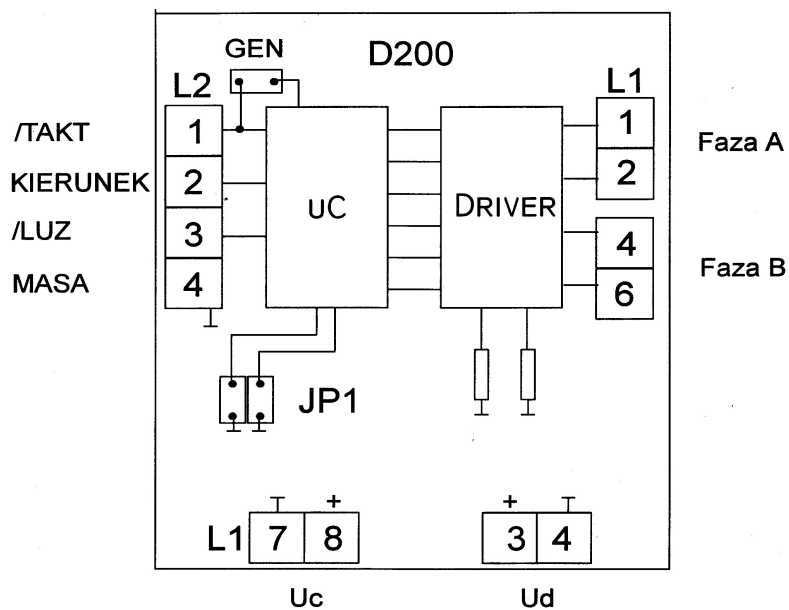 GEN
D200
L2
L1
/TAKT
1
1
Faza A
KIERUNEK
2
2
uC
DRIVER
/LUZ
3
4
Faza B
MASA
4
6
JP1
+
+
L1
7
8
3
4
Uc
Ud